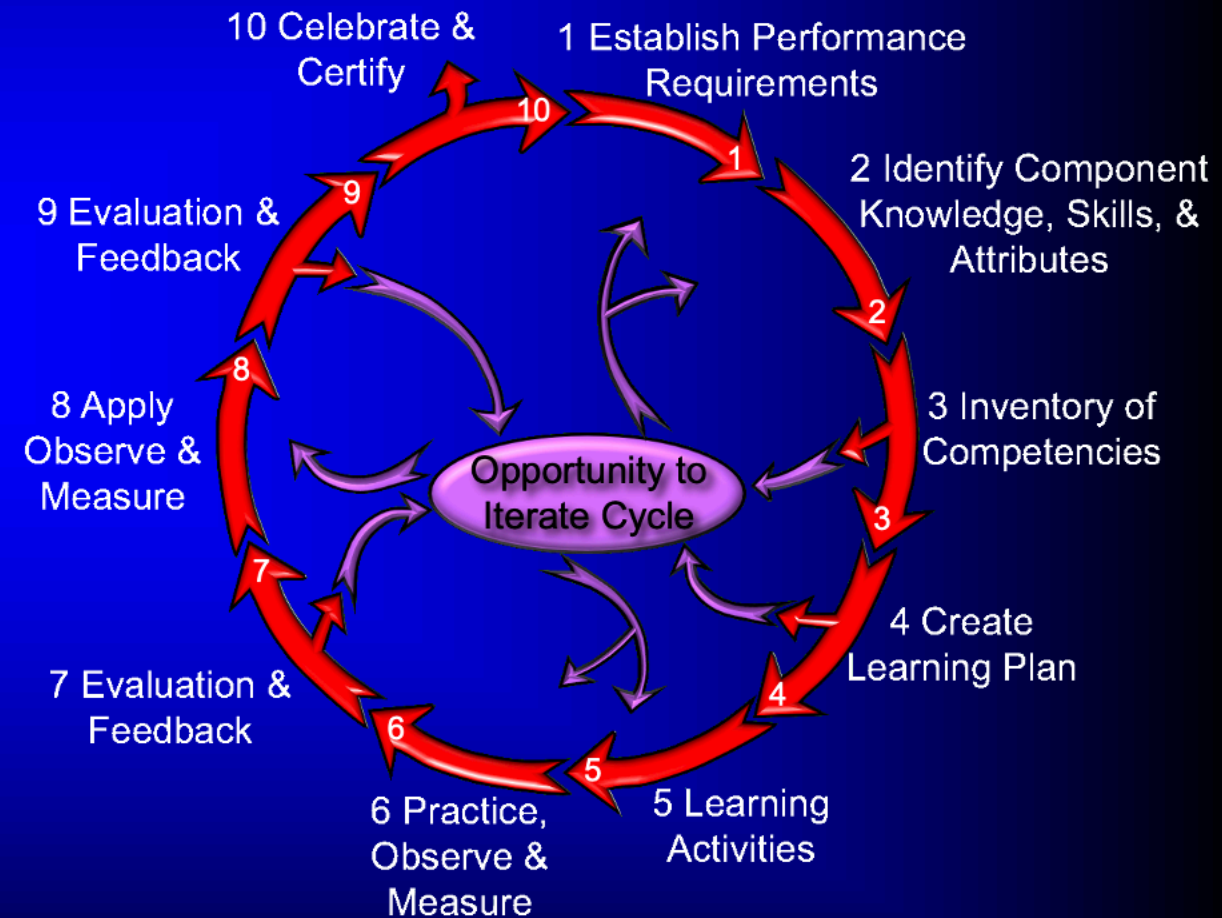 10 Celebrate &
Certify
1 Establish Performance
Requirements
10
1
2 Identify Component
Knowledge, Skills, &
Attributes
9
9 Evaluation &
Feedback
2
8
8 Apply
Observe &
Measure
3 Inventory of
Competencies
Opportunity to
Iterate Cycle
3
7
4 Create
Learning Plan
7 Evaluation &
Feedback
4
6
5
6 Practice,
Observe &
Measure
5 Learning
Activities